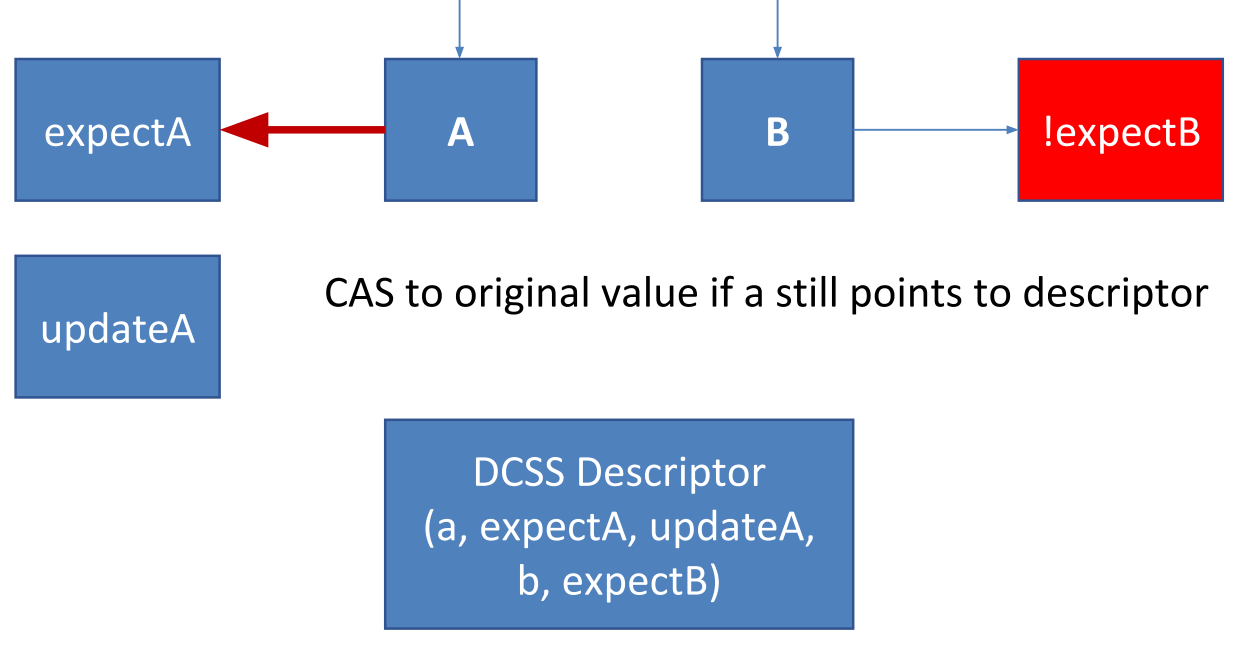 expectA
A
B
!expectB
updateA
CAS to original value if a still points to descriptor
DCSS Descriptor
(a, expectA, updateA,
b, expectB)